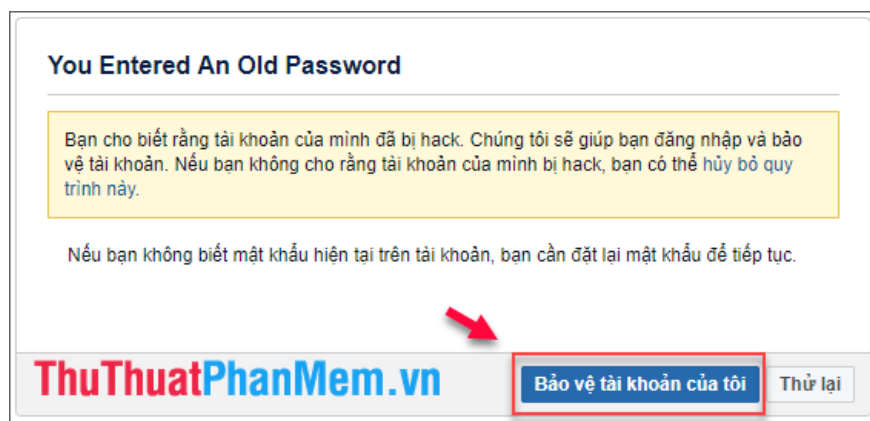 You Entered An Old Password
Bạn cho biết rằng tài khoản của mình đã bị hack. Chúng tôi sẽ giúp bạn đăng nhập và bảo
vệ tài khoản. Nếu bạn không cho rằng tài khoản của mình bị hack, bạn có thể hủy bỏ quy
trình này.
Nếu bạn không biết mật khẩu hiện tại trên tài khoản, bạn cần đặt lại mật khẩu để tiếp tục.
ThuThuatPhanMem.vn
Bảo vệ tài khoản của tôi
Thử lại